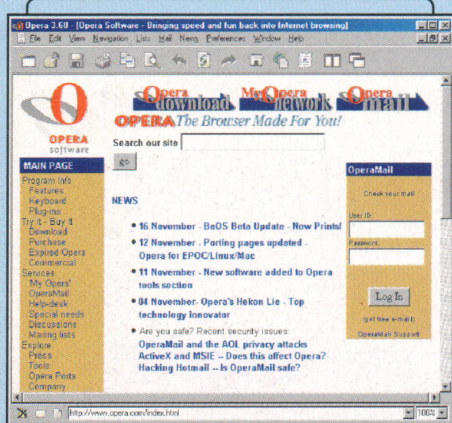 Opera 3.60 - [Opera Software - Bringing speed and fun back into Internet browsing]
File Edit View Navigation Lists Mail News Preferences Window Help
Opera download
MyOpera network
Opera mail
OPERA software
OPERA The Browser Made For You!
Search our site
go
MAIN PAGE
Program Info
Features
Keyboard
Plug-ins
Try it - Buy it
Download
Purchase
Expired Opera
Commercial
Services
'My Opera'
OperaMail
Help-desk
Special needs
Discussions
Mailing lists
Explore
Press
Tools
Opera Ports
Company
NEWS
• 16 November - BeOS Beta Update - Now Prints!
• 12 November - Porting pages updated -
Opera for EPOC/Linux/Mac
• 11 November - New software added to Opera
tools section
• 04 November- Opera's Hekon Lie - Top
technology innovator
• Are you safe? Recent security issues:
OperaMail and the AOL privacy attacks
ActiveX and MSIE -- Does this affect Opera?
Hacking Hotmail -- Is OperaMail safe?
OperaMail
Check your mail
User ID:
Password:
Log In
(get free e-mail)
OperaMail Support
http://www.opera.com/index.html
100%